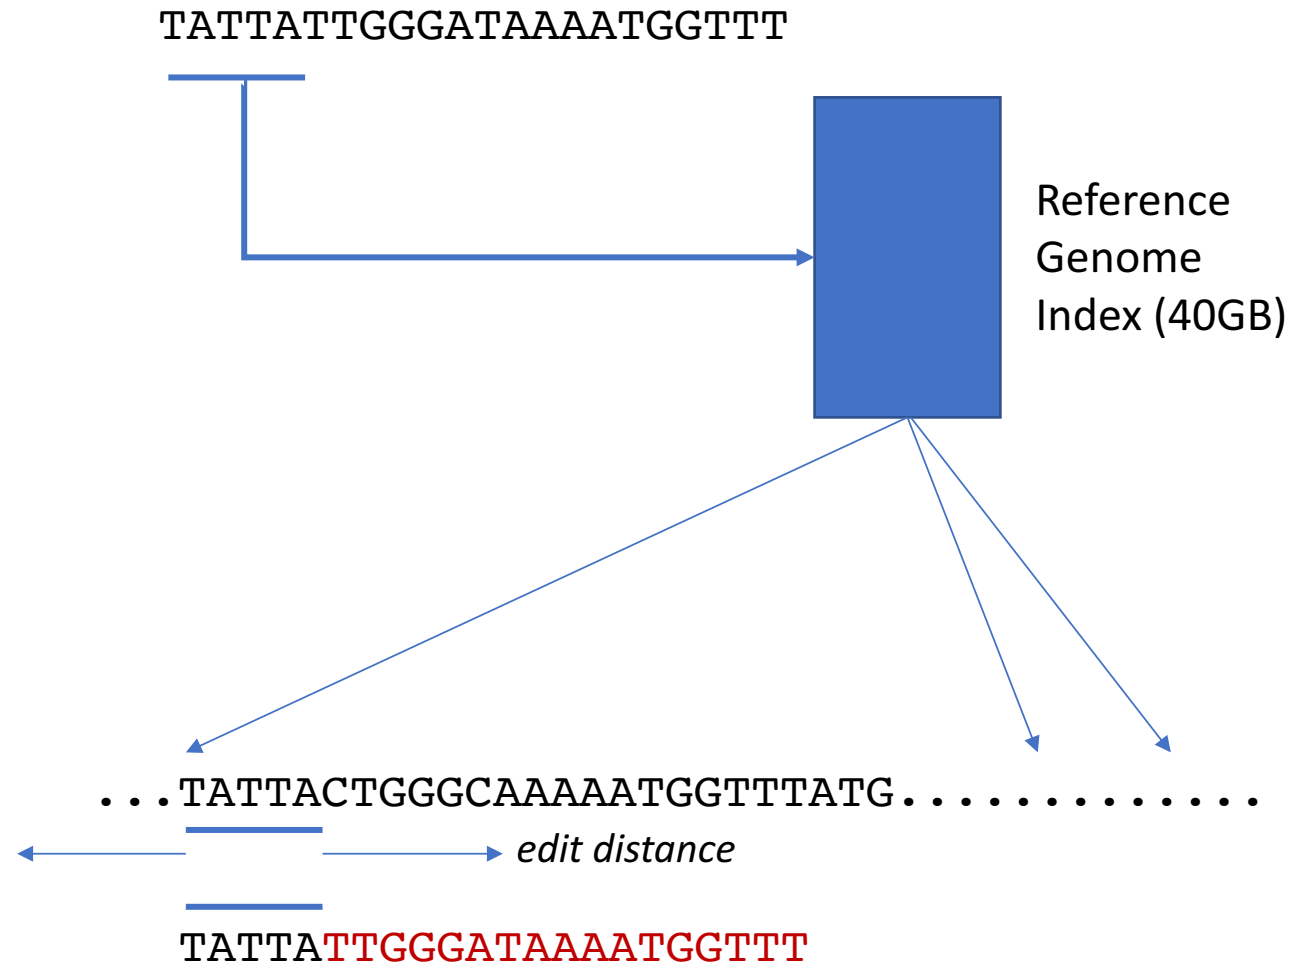 TATTATTGGGATAAAATGGTTT
Reference
Genome
Index (40GB)
...TATTACTGGGCAAAAATGGTTTATG.............
edit distance
TATTATTGGGATAAAATGGTTT